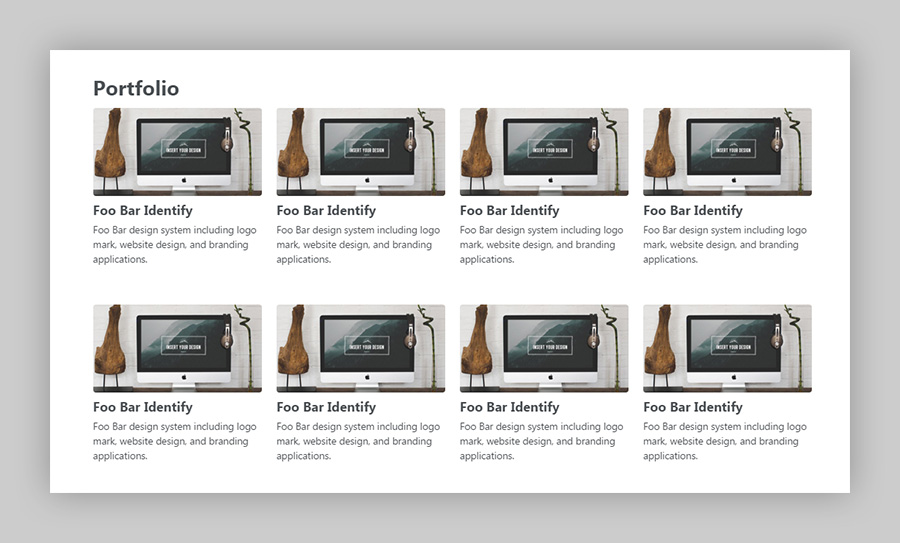 Portfolio
INSERT YOUR DESIGN
INSERT YOUR DESIGN
INSERT YOUR DESIGN
INSERT YOUR DESIGN
Foo Bar Identify
Foo Bar design system including logo
mark, website design, and branding
applications.
Foo Bar Identify
Foo Bar design system including logo
mark, website design, and branding
applications.
Foo Bar Identify
Foo Bar design system including logo
mark, website design, and branding
applications.
Foo Bar Identify
Foo Bar design system including logo
mark, website design, and branding
applications.
INSERT YOUR DESIGN
INSERT YOUR DESIGN
INSERT YOUR DESIGN
INSERT YOUR DESIGN
Foo Bar Identify
Foo Bar design system including logo
mark, website design, and branding
applications.
Foo Bar Identify
Foo Bar design system including logo
mark, website design, and branding
applications.
Foo Bar Identify
Foo Bar design system including logo
mark, website design, and branding
applications.
Foo Bar Identify
Foo Bar design system including logo
mark, website design, and branding
applications.